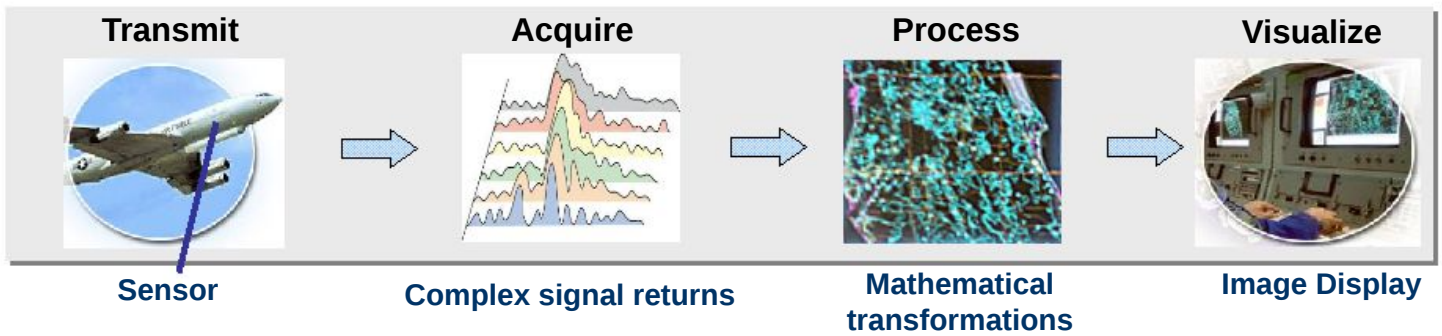 Transmit
Acquire
Process
Visualize
Sensor
Complex signal returns
Mathematical
transformations
Image Display